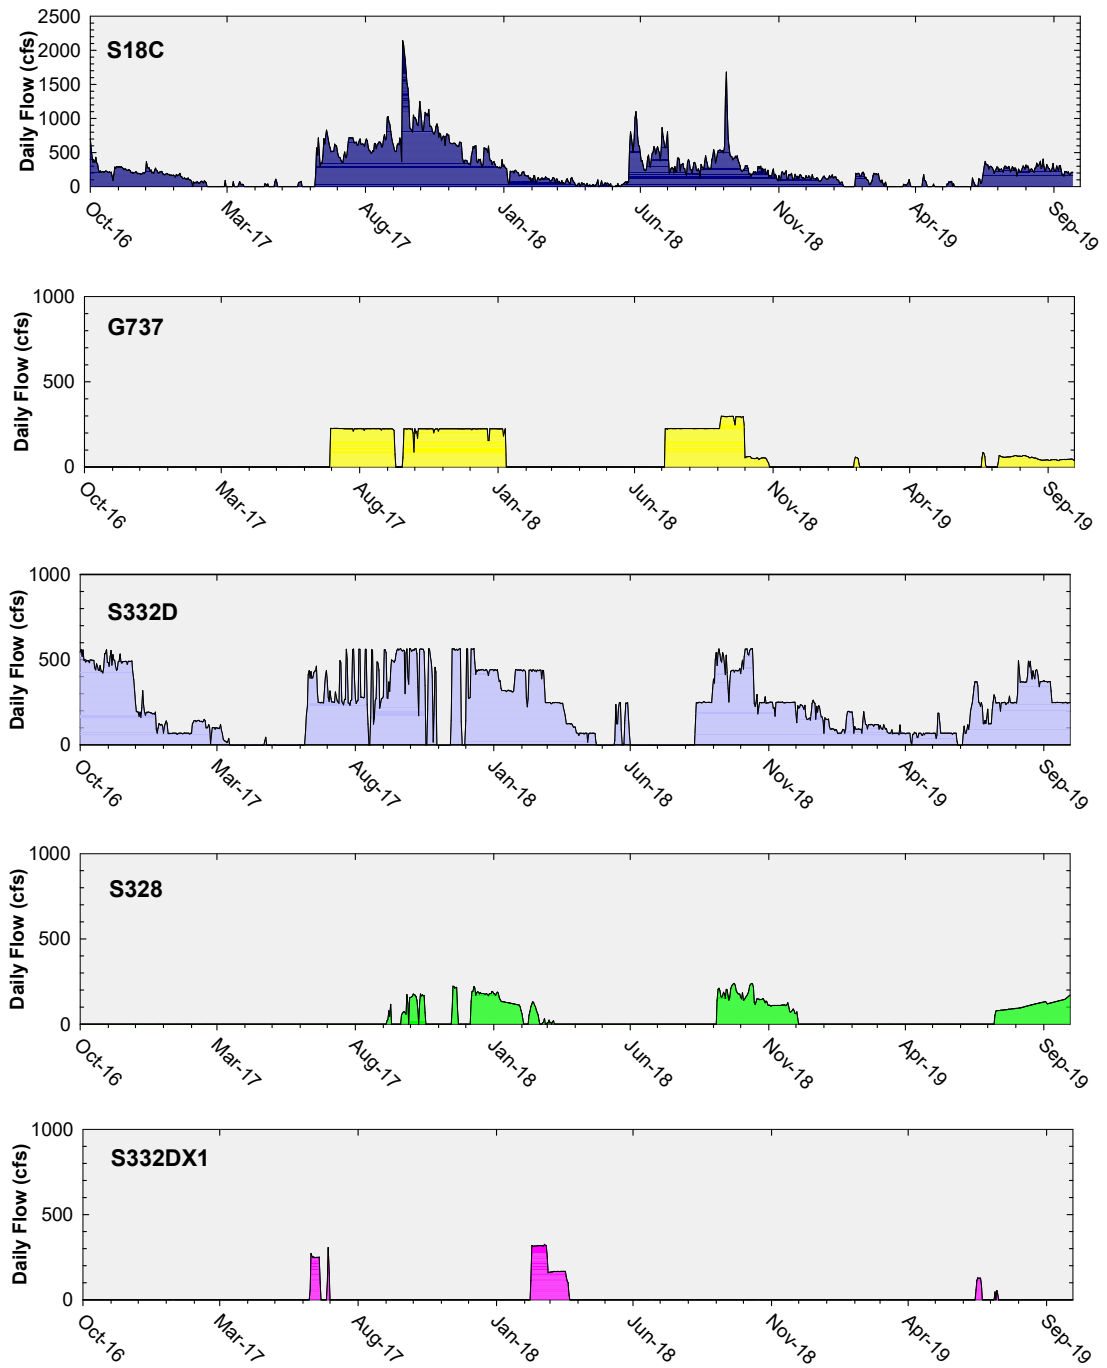 2500
2000
1500
1000
500
0
Daily Flow (cfs)
S18C
Oct-16 Mar-17 Aug-17 Jan-18 Jun-18 Nov-18 Apr-19 Sep-19
1000
500
0
Daily Flow (cfs)
G737
Oct-16 Mar-17 Aug-17 Jan-18 Jun-18 Nov-18 Apr-19 Sep-19
1000
500
0
Daily Flow (cfs)
S332D
Oct-16 Mar-17 Aug-17 Jan-18 Jun-18 Nov-18 Apr-19 Sep-19
1000
500
0
Daily Flow (cfs)
S328
Oct-16 Mar-17 Aug-17 Jan-18 Jun-18 Nov-18 Apr-19 Sep-19
1000
500
0
Daily Flow (cfs)
S332DX1
Oct-16 Mar-17 Aug-17 Jan-18 Jun-18 Nov-18 Apr-19 Sep-19